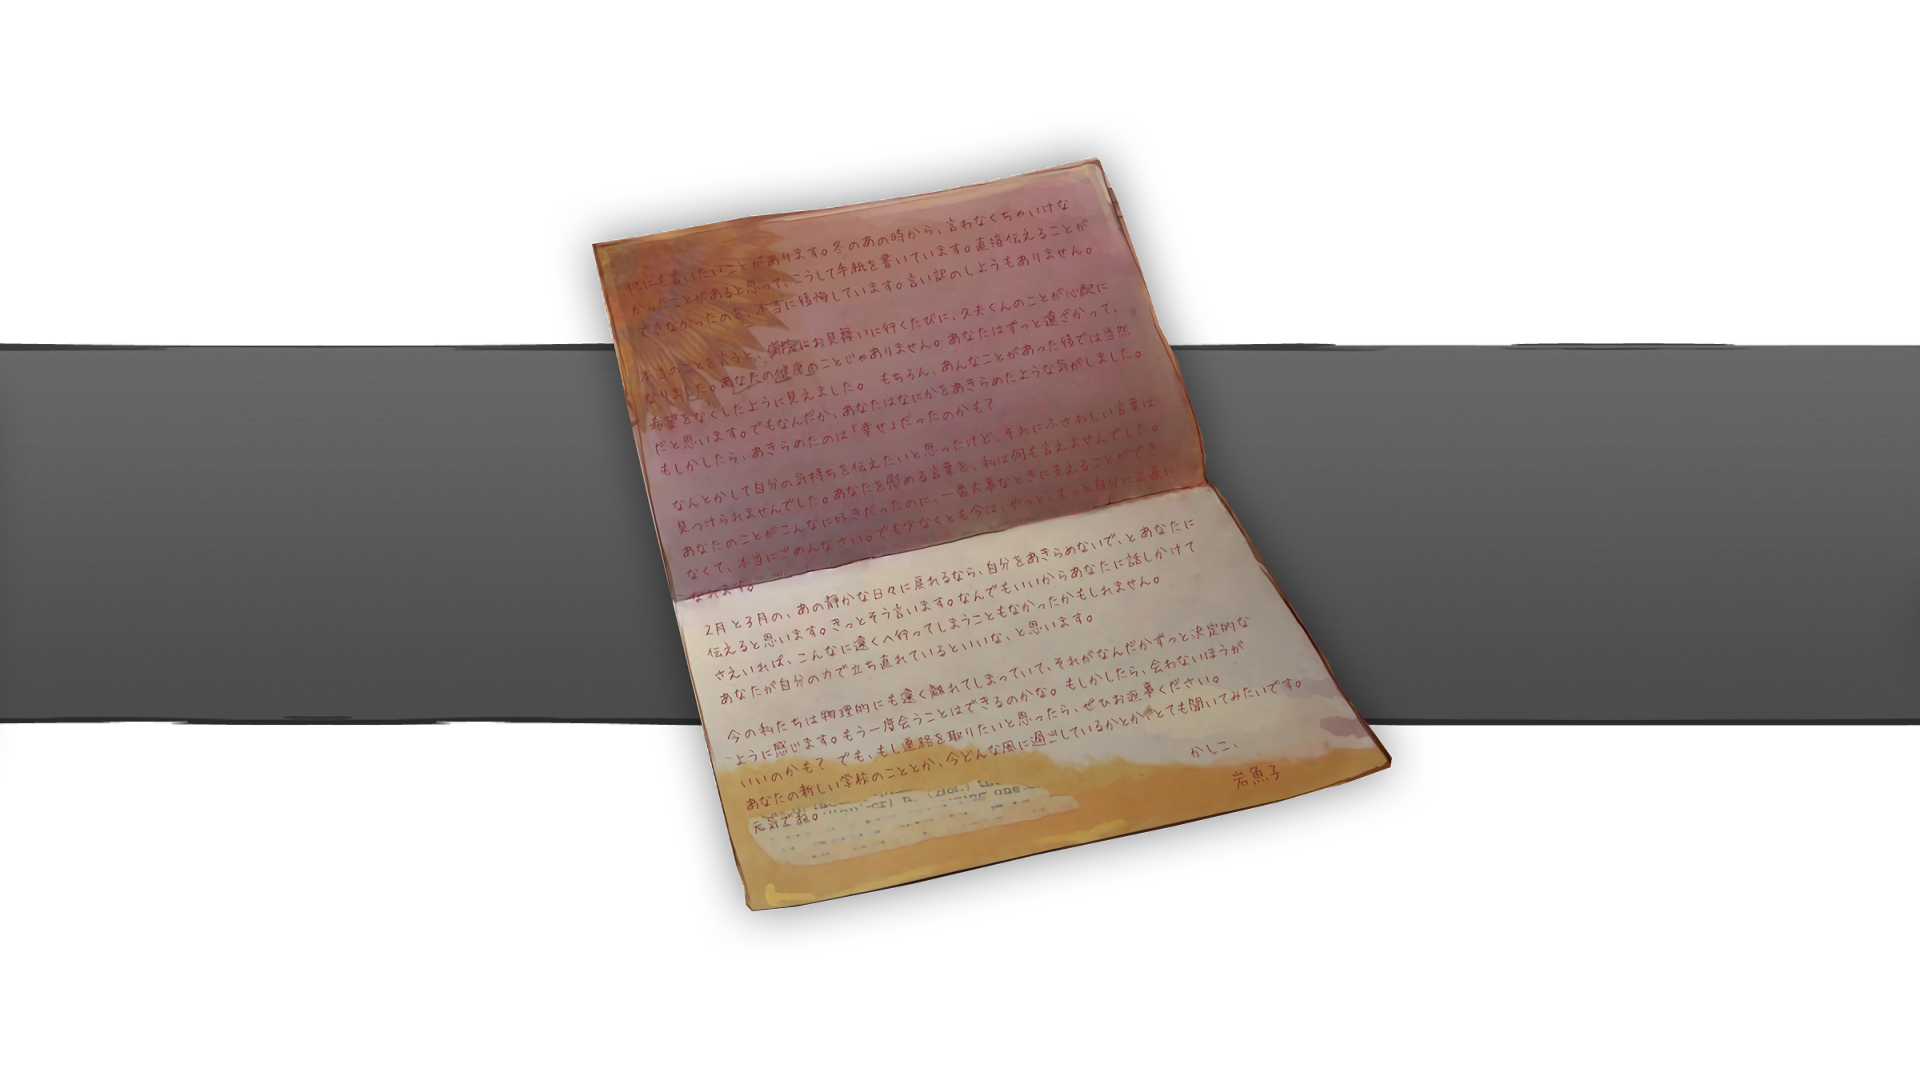 他にも言いたいことがあります。冬のあの時から、言わなくちゃいけな
かったことがあると思って、こうして手紙を書いています。直接伝えることが
できなかったのを、本当に後悔しています。言い訳のしようもありません。
本当のことを言うと、病院にお見舞いに行くたびに、久夫くんのことが心配に
なりました。あなたの健康のことじゃありません。あなたはずっと遠ざかって、
希望をなくしたように見えました。もちろん、あんなことがあった後では当然
だと思います。でもなんだか、あなたはなにかをあきらめたような気がしました。
もしかしたら、あきらめたのは「幸せ」だったのかも?
なんとかして自分の気持ちを伝えたいと思ったけど、それにふさわしい言葉は
見つけられませんでした。あなたを慰める言葉を、私は何も言えませんでした。
あなたのことがこんなに好きだったのに、一番大事なときに支えることができ
なくて、本当にごめんなさい。でも少なくとも今は、やっと、もっと自分に正直に
なれます。
2月と3月の、あの静かな日々に戻れるなら、自分をあきらめないで、とあなたに
伝えると思います。きっとそう言います。なんでもいいからあなたに話しかけて
さえいれば、こんなに遠くへ行ってしまうこともなかったかもしれません。
あなたが自分の力で立ち直れているといいな、と思います。
今の私たちは物理的にも遠く離れてしまっていて、それがなんだかずっと決定的な
ように感じます。もう一度会うことはできるのかな。もしかしたら、会わないほうが
いいのかも? でも、もし連絡を取りたいと思ったら、ぜひお返事ください。
あなたの新しい学校のこととか、今どんな風に過ごしているかとか、とても聞いてみたいです。
元気でね。
かしこ、
岩魚子